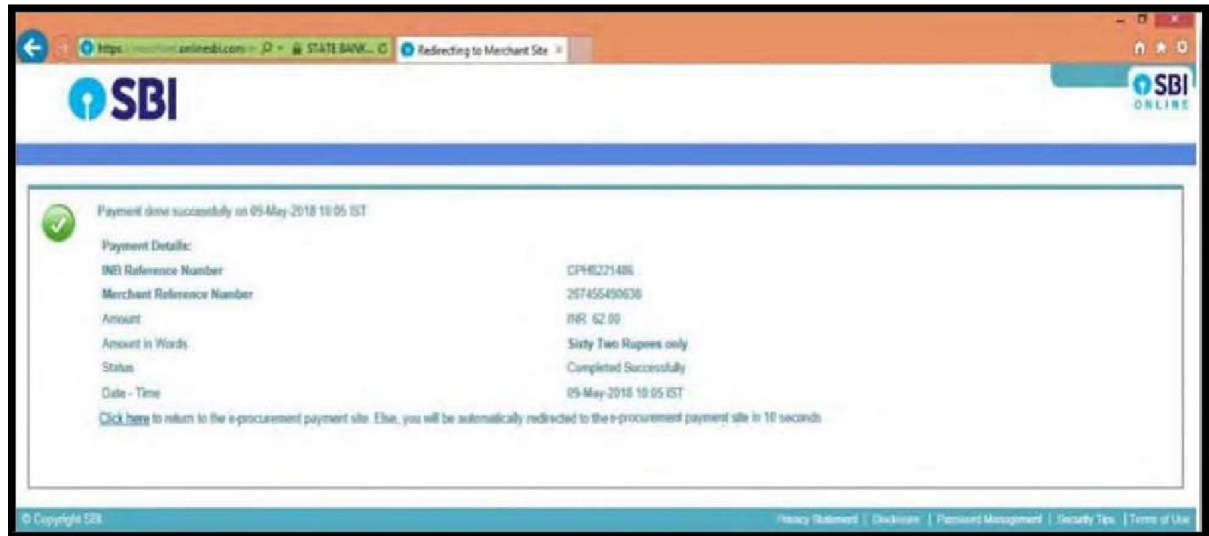 https onlinesbi.com STATE BANK... Redirecting to Merchant Site
SBI
SBI
ONLINE
Payment done successfully on 09-May-2018 10:05 IST
Payment Details:
INB Reference Number
Merchant Reference Number 267455490638
Amount INR 62.00
Amount in Words Sixty Two Rupees only
Status Completed Successfully
Date - Time 09-May-2018 10:05 IST
Click here to return to the e-procurement payment site. Else, you will be automatically redirected to the e-procurement payment site in 10 seconds
© Copyright SBI Privacy Statement | Disclosure | Password Management | Security Tips | Terms of Use